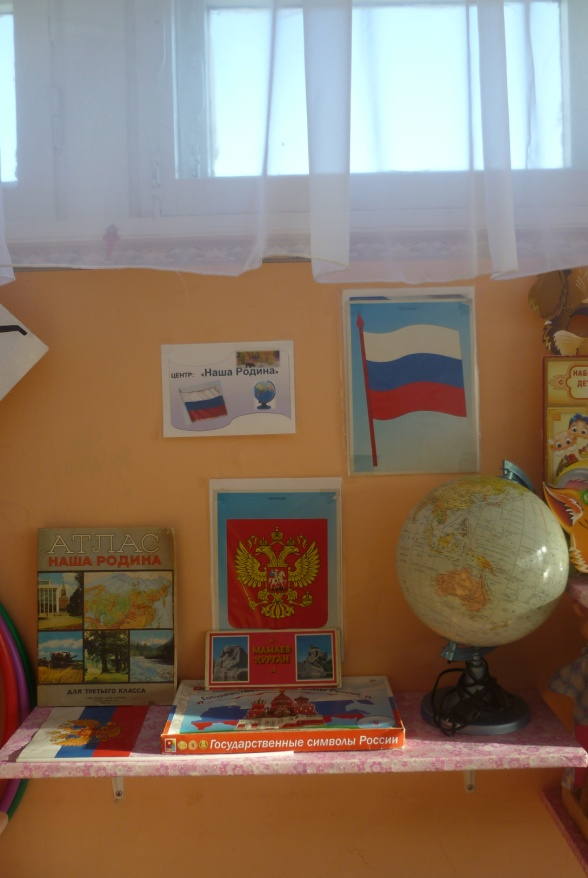 ЦЕНТР: «Наша Родина»
АТЛАС
НАША РОДИНА
ДЛЯ ТРЕТЬЕГО КЛАССА
МАМАЕВ
КУРГАН
Государственные символы России